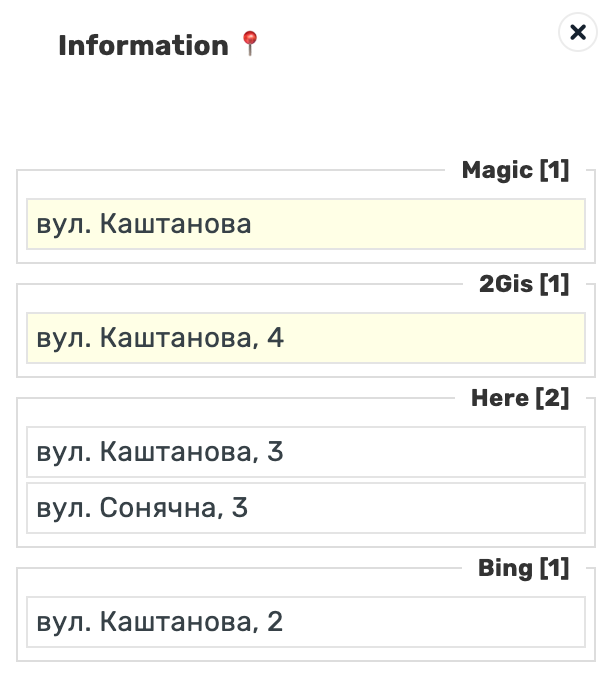 Information 📍
Magic [1]
вул. Каштанова
2Gis [1]
вул. Каштанова, 4
Here [2]
вул. Каштанова, 3
вул. Сонячна, 3
Bing [1]
вул. Каштанова, 2